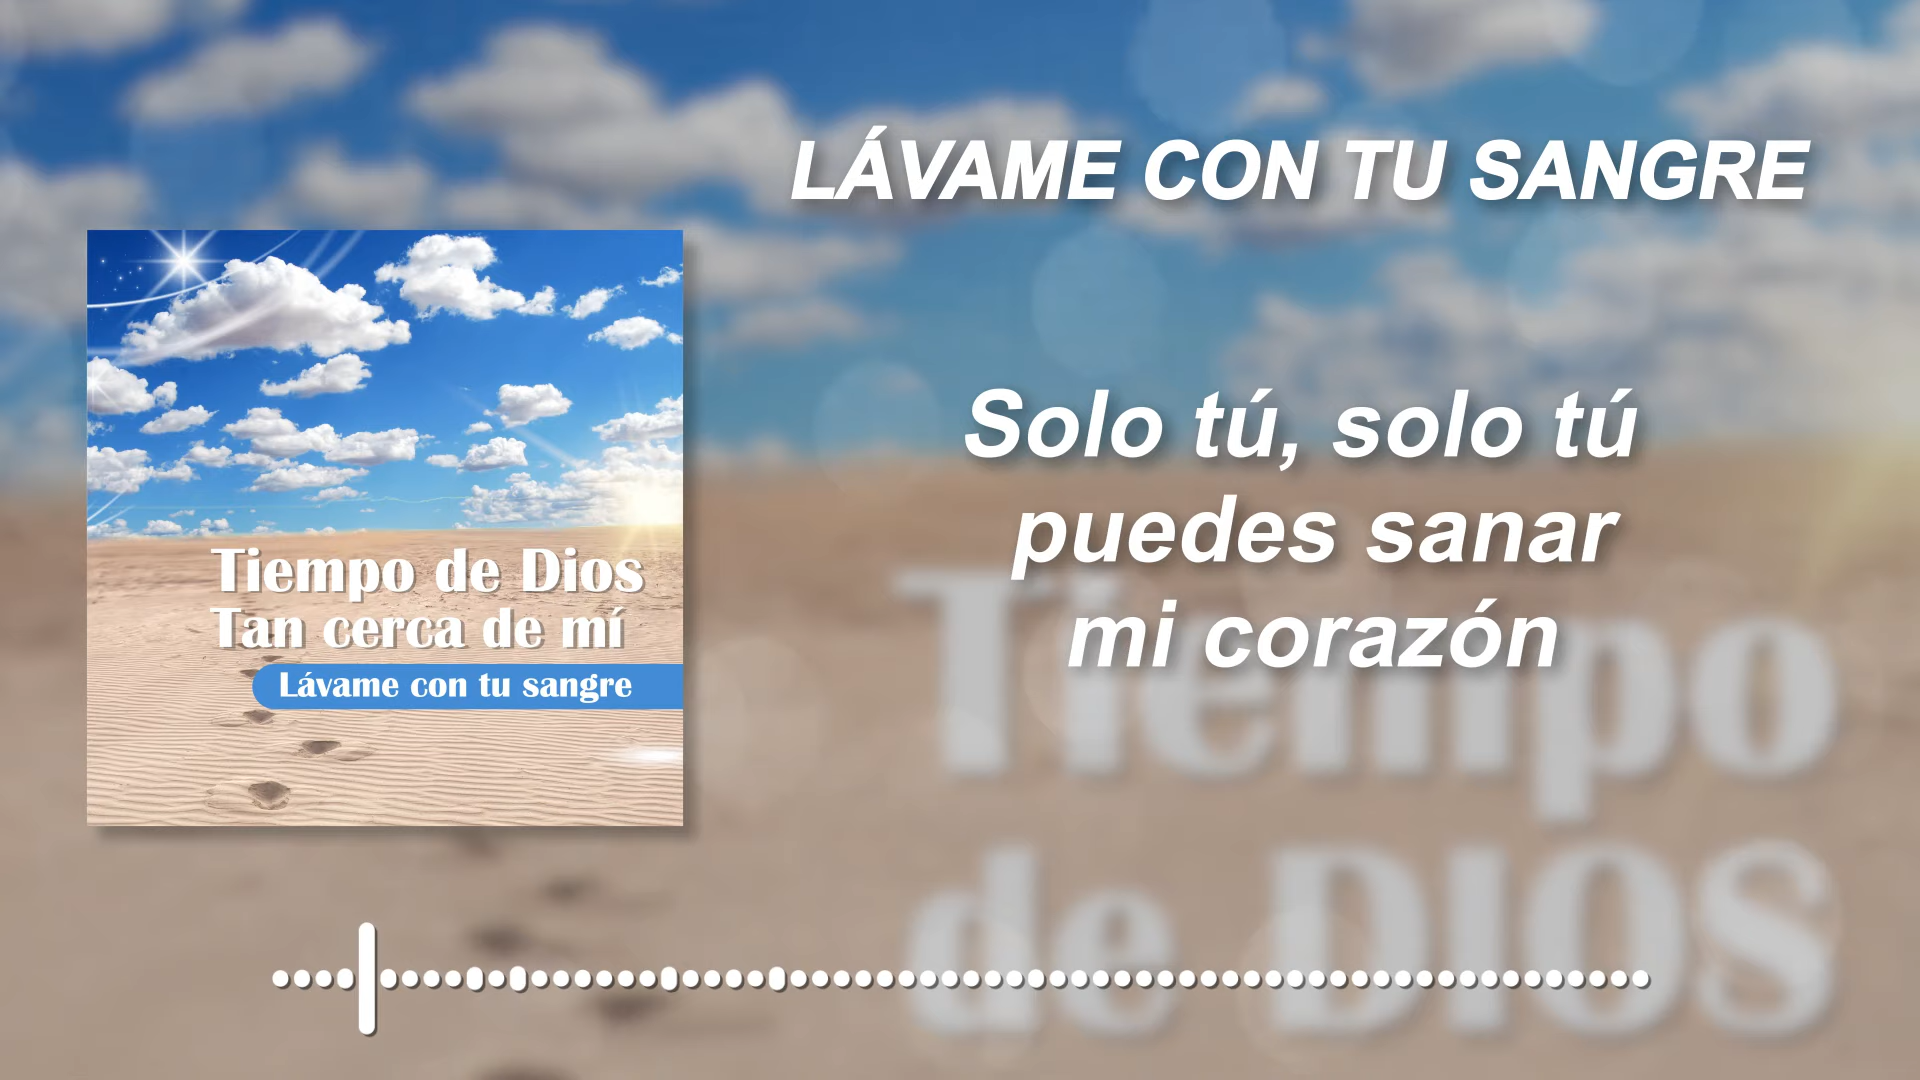 LÁVAME CON TU SANGRE
Solo tú, solo tú
puedes sanar
mi corazón
Tiempo de Dios
Tan cerca de mí
Lávame con tu sangre
Tiempo
de DIOS